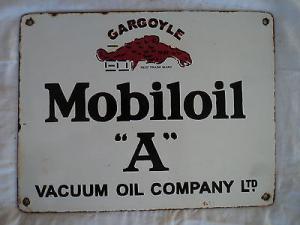 GARGOYLE
Mobiloil
"A"
VACUUM OIL COMPANY LTD